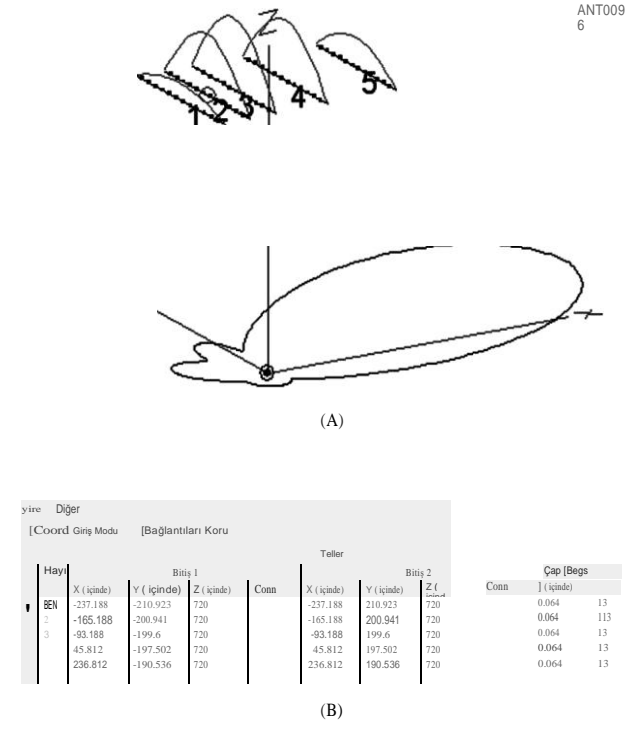 ANT009
6
Z
1 2 3 4 5
X
(A)
yire Diğer
[Coord Giriş Modu [Bağlantıları Koru
Teller
Hayı Bitiş 1 Bitiş 2 Çap [Begs
X ( içinde) Y ( içinde) Z ( içinde) Conn X ( içinde) Y ( içinde) Z ( Conn ] ( içinde)
BEN -237.188 -210.923 720 -237.188 210.923 720 0.064 13
2 -165.188 -200.941 720 -165.188 200.941 720 0.064 113
3 -93.188 -199.6 720 -93.188 199.6 720 0.064 13
45.812 -197.502 720 45.812 197.502 720 0.064 13
236.812 -190.536 720 236.812 190.536 720 0.064 13
(B)